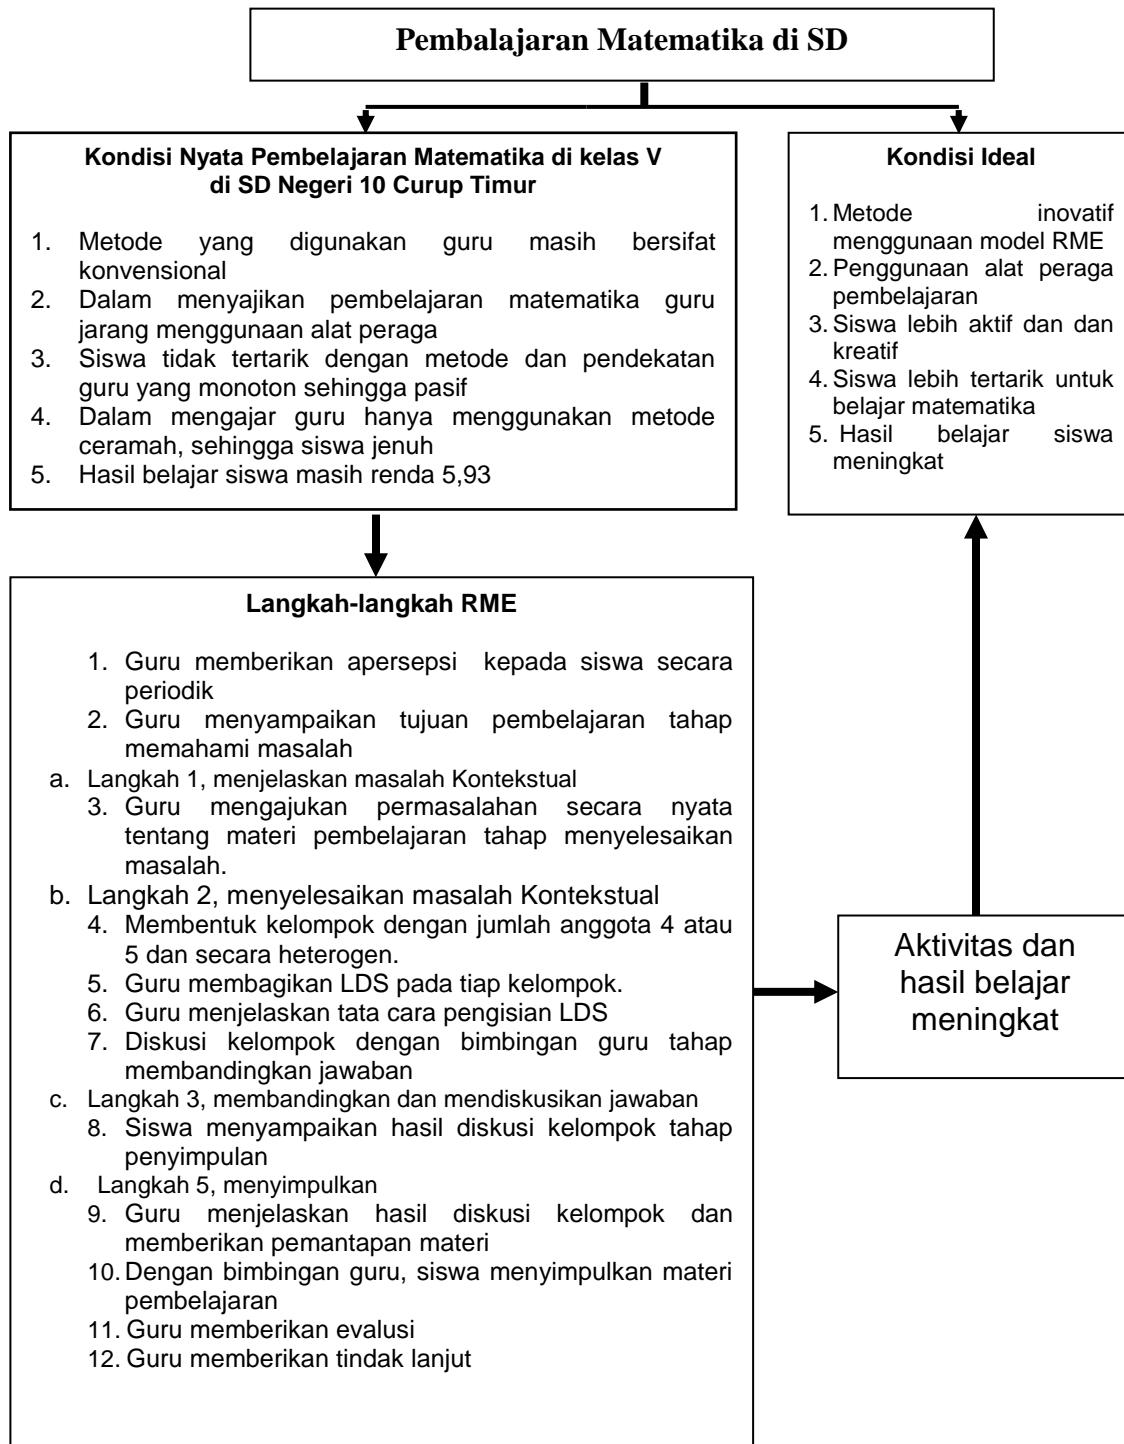 Pembalajaran Matematika di SD
Kondisi Nyata Pembelajaran Matematika di kelas V
di SD Negeri 10 Curup Timur
1. Metode yang digunakan guru masih bersifat
konvensional
2. Dalam menyajikan pembelajaran matematika guru
jarang menggunaan alat peraga
3. Siswa tidak tertarik dengan metode dan pendekatan
guru yang monoton sehingga pasif
4. Dalam mengajar guru hanya menggunakan metode
ceramah, sehingga siswa jenuh
5. Hasil belajar siswa masih renda 5,93
Kondisi Ideal
1. Metode inovatif
menggunaan model RME
2. Penggunaan alat peraga
pembelajaran
3. Siswa lebih aktif dan dan
kreatif
4. Siswa lebih tertarik untuk
belajar matematika
5. Hasil belajar siswa
meningkat
Langkah-langkah RME
1. Guru memberikan apersepsi kepada siswa secara
periodik
2. Guru menyampaikan tujuan pembelajaran tahap
memahami masalah
a. Langkah 1, menjelaskan masalah Kontekstual
3. Guru mengajukan permasalahan secara nyata
tentang materi pembelajaran tahap menyelesaikan
masalah.
b. Langkah 2, menyelesaikan masalah Kontekstual
4. Membentuk kelompok dengan jumlah anggota 4 atau
5 dan secara heterogen.
5. Guru membagikan LDS pada tiap kelompok.
6. Guru menjelaskan tata cara pengisian LDS
7. Diskusi kelompok dengan bimbingan guru tahap
membandingkan jawaban
c. Langkah 3, membandingkan dan mendiskusikan jawaban
8. Siswa menyampaikan hasil diskusi kelompok tahap
penyimpulan
d. Langkah 5, menyimpulkan
9. Guru menjelaskan hasil diskusi kelompok dan
memberikan pemantapan materi
10. Dengan bimbingan guru, siswa menyimpulkan materi
pembelajaran
11. Guru memberikan evalusi
12. Guru memberikan tindak lanjut
Aktivitas dan
hasil belajar
meningkat